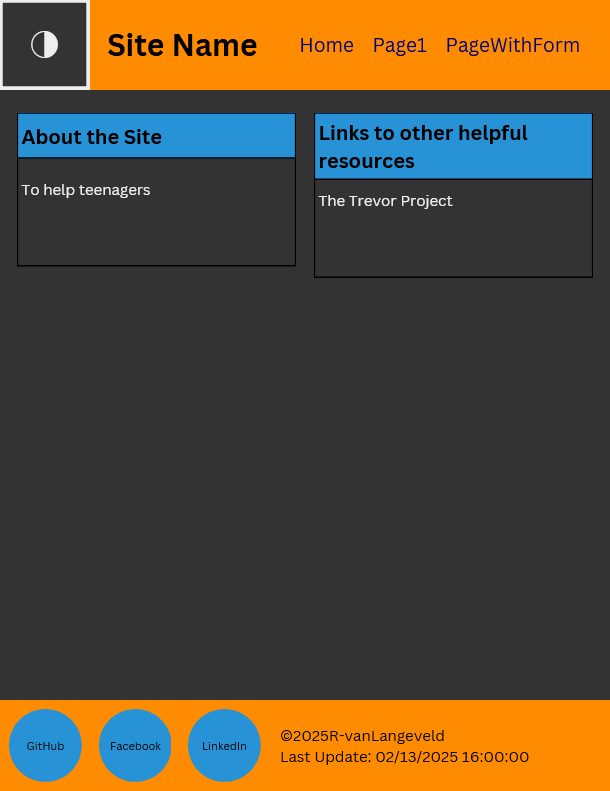 Site Name
Home Page1 PageWithForm
About the Site
To help teenagers
Links to other helpful
resources
The Trevor Project
GitHub
Facebook
LinkedIn
©2025R-vanLangeveld
Last Update: 02/13/2025 16:00:00